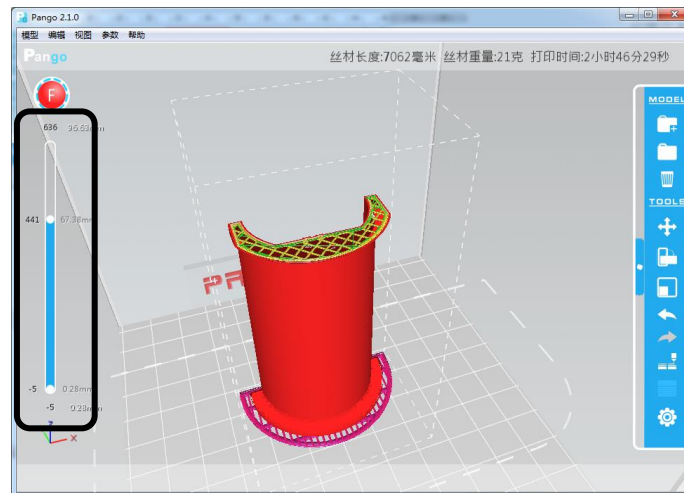 Pango 2.1.0
模型 编辑 视图 参数 帮助
Pango
丝材长度:7062毫米 丝材重量:21克 打印时间:2小时46分29秒
F
636 96.63mm
441 67.38mm
-5 0.28mm
-5 0.28mm
Z
X
MODEL
TOOLS